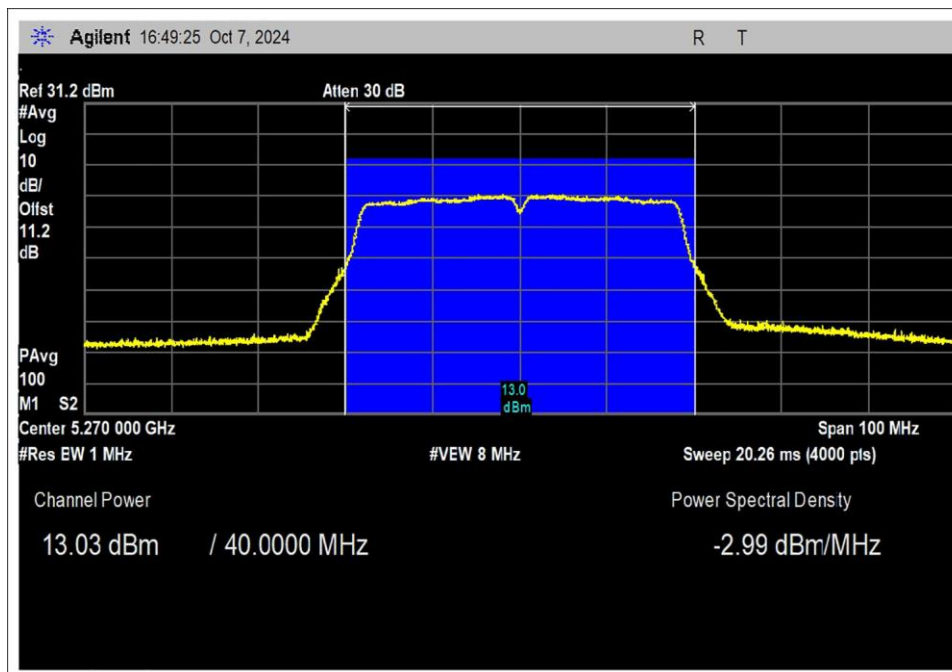 Agilent 16:49:25 Oct 7, 2024 R T
Ref 31.2 dBm Atten 30 dB
#Avg
Log
10
dB/
Offst
11.2
dB
PAvg
100
M1 S2
13.0
dBm
Center 5.270 000 GHz Span 100 MHz
#Res BW 1 MHz #VBW 8 MHz Sweep 20.26 ms (4000 pts)
Channel Power Power Spectral Density
13.03 dBm / 40.0000 MHz -2.99 dBm/MHz